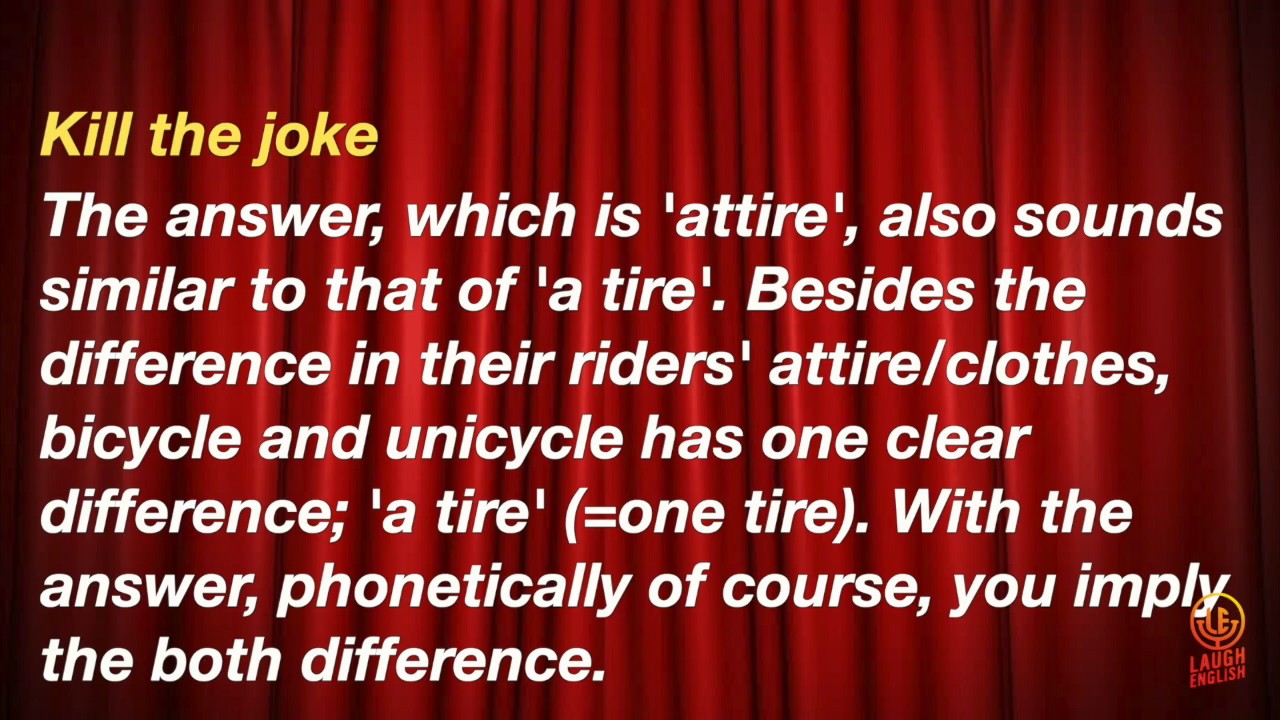 Kill the joke
The answer, which is 'attire', also sounds
similar to that of 'a tire'. Besides the
difference in their riders' attire/clothes,
bicycle and unicycle has one clear
difference; 'a tire' (=one tire). With the
answer, phonetically of course, you imply
the both difference.
LE
LAUGH
ENGLISH